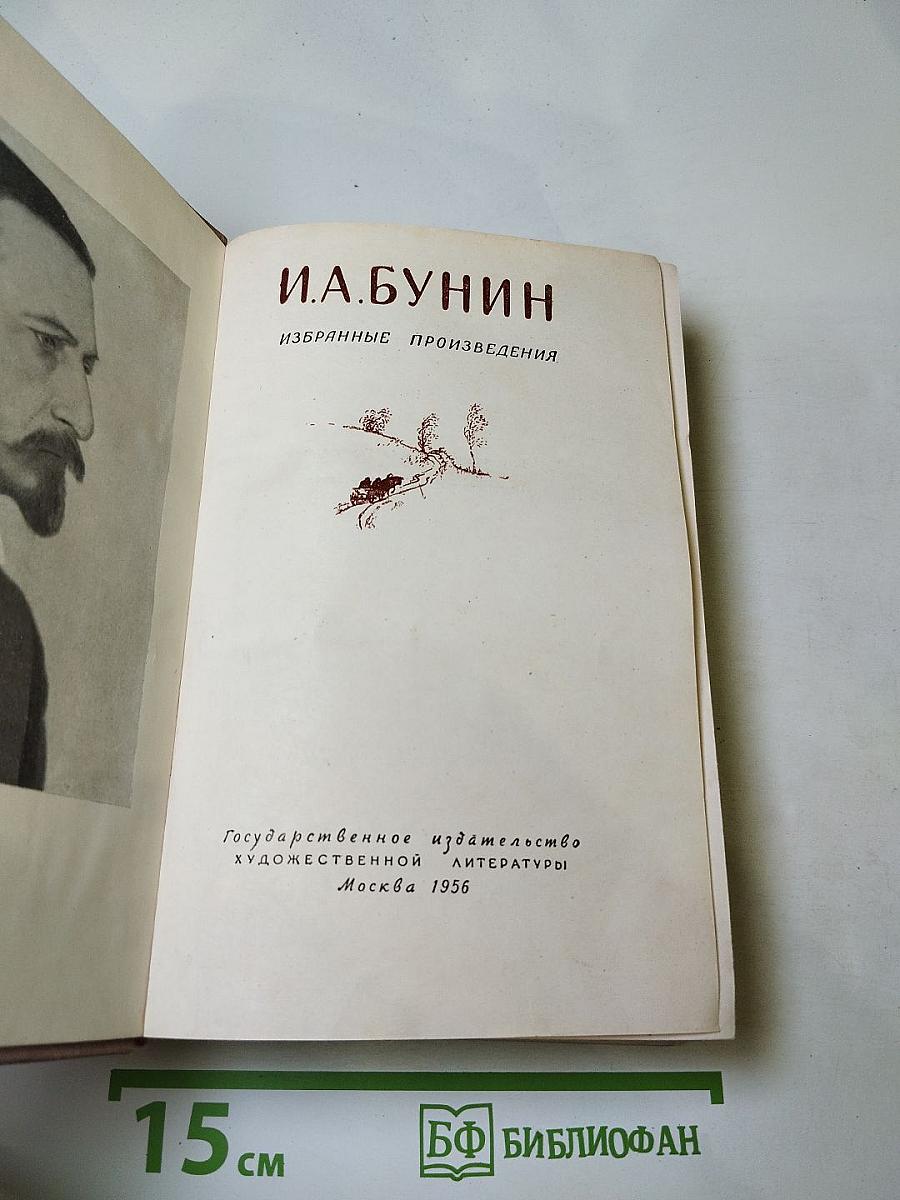 И.А.БУНИН
ИЗБРАННЫЕ ПРОИЗВЕДЕНИЯ
Государственное издательство
ХУДОЖЕСТВЕННОЙ ЛИТЕРАТУРЫ
Москва 1956
15 см
БФ БИБЛИОФАН